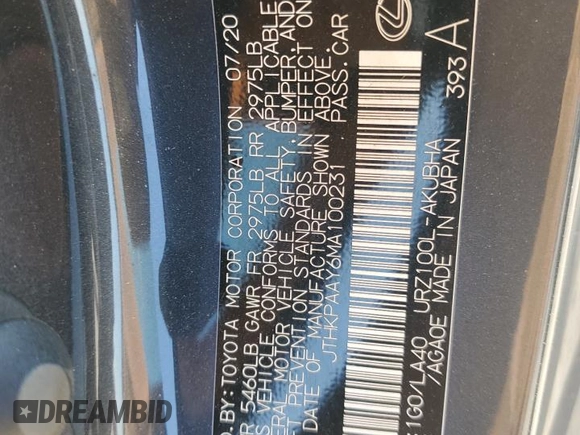 D.BY:TOYOTA MOTOR CORPORATION 07/20
R 5460LB GAWR FR 2975LB RR 2975LB
S VEHICLE CONFORMS TO ALL APPLICABLE
ERAL MOTOR VEHICLE SAFETY, BUMPER, AND
T PREVENTION STANDARDS IN EFFECT ON
DATE OF MANUFACTURE SHOWN ABOVE.
JTHKPAAY6MA100231 PASS.CAR
1G0/LA40 URZ100L-AKUBHA
/AGA0E MADE IN JAPAN 393 A
DREAMBID